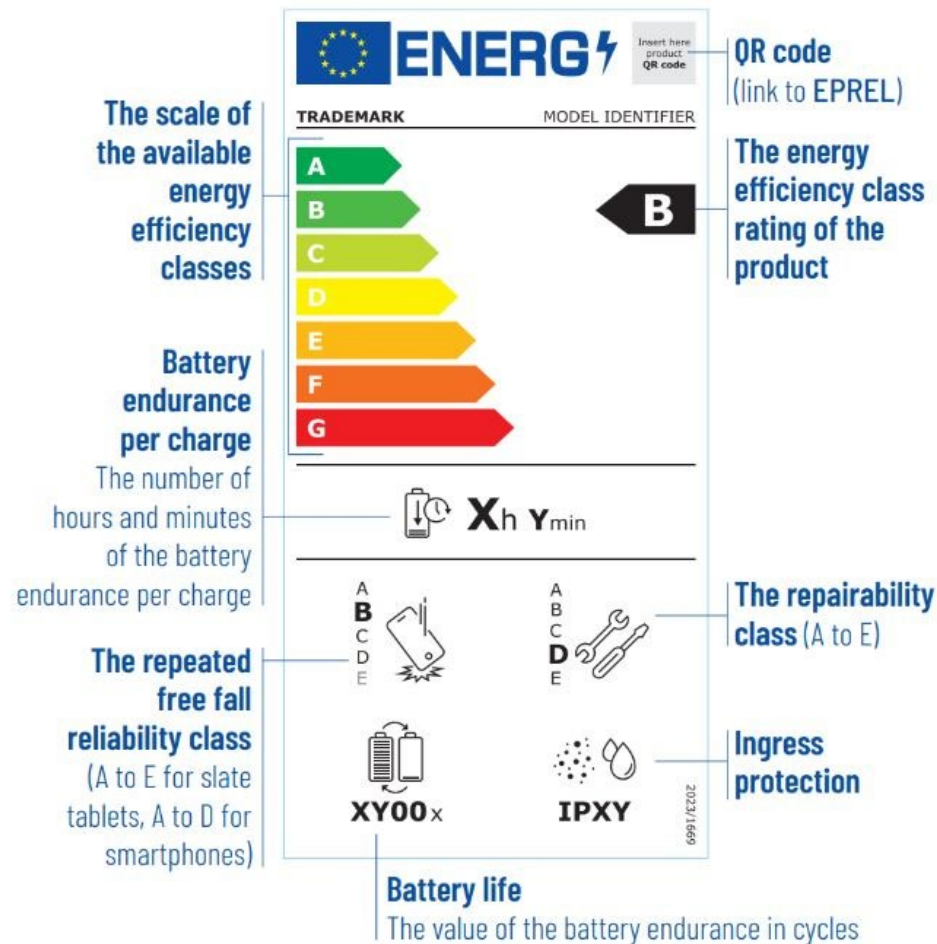 ENERG
Insert here
product
QR code
QR code
(link to EPREL)
TRADEMARK
MODEL IDENTIFIER
The scale of
the available
energy
efficiency
classes
A
B
C
D
E
F
G
B
The energy
efficiency class
rating of the
product
Battery
endurance
per charge
The number of
hours and minutes
of the battery
endurance per charge
Xh Ymin
A
B
C
D
E
A
B
C
D
E
The repairability
class (A to E)
The repeated
free fall
reliability class
(A to E for slate
tablets, A to D for
smartphones)
XY00x
IPXY
Ingress
protection
2023/1669
Battery life
The value of the battery endurance in cycles